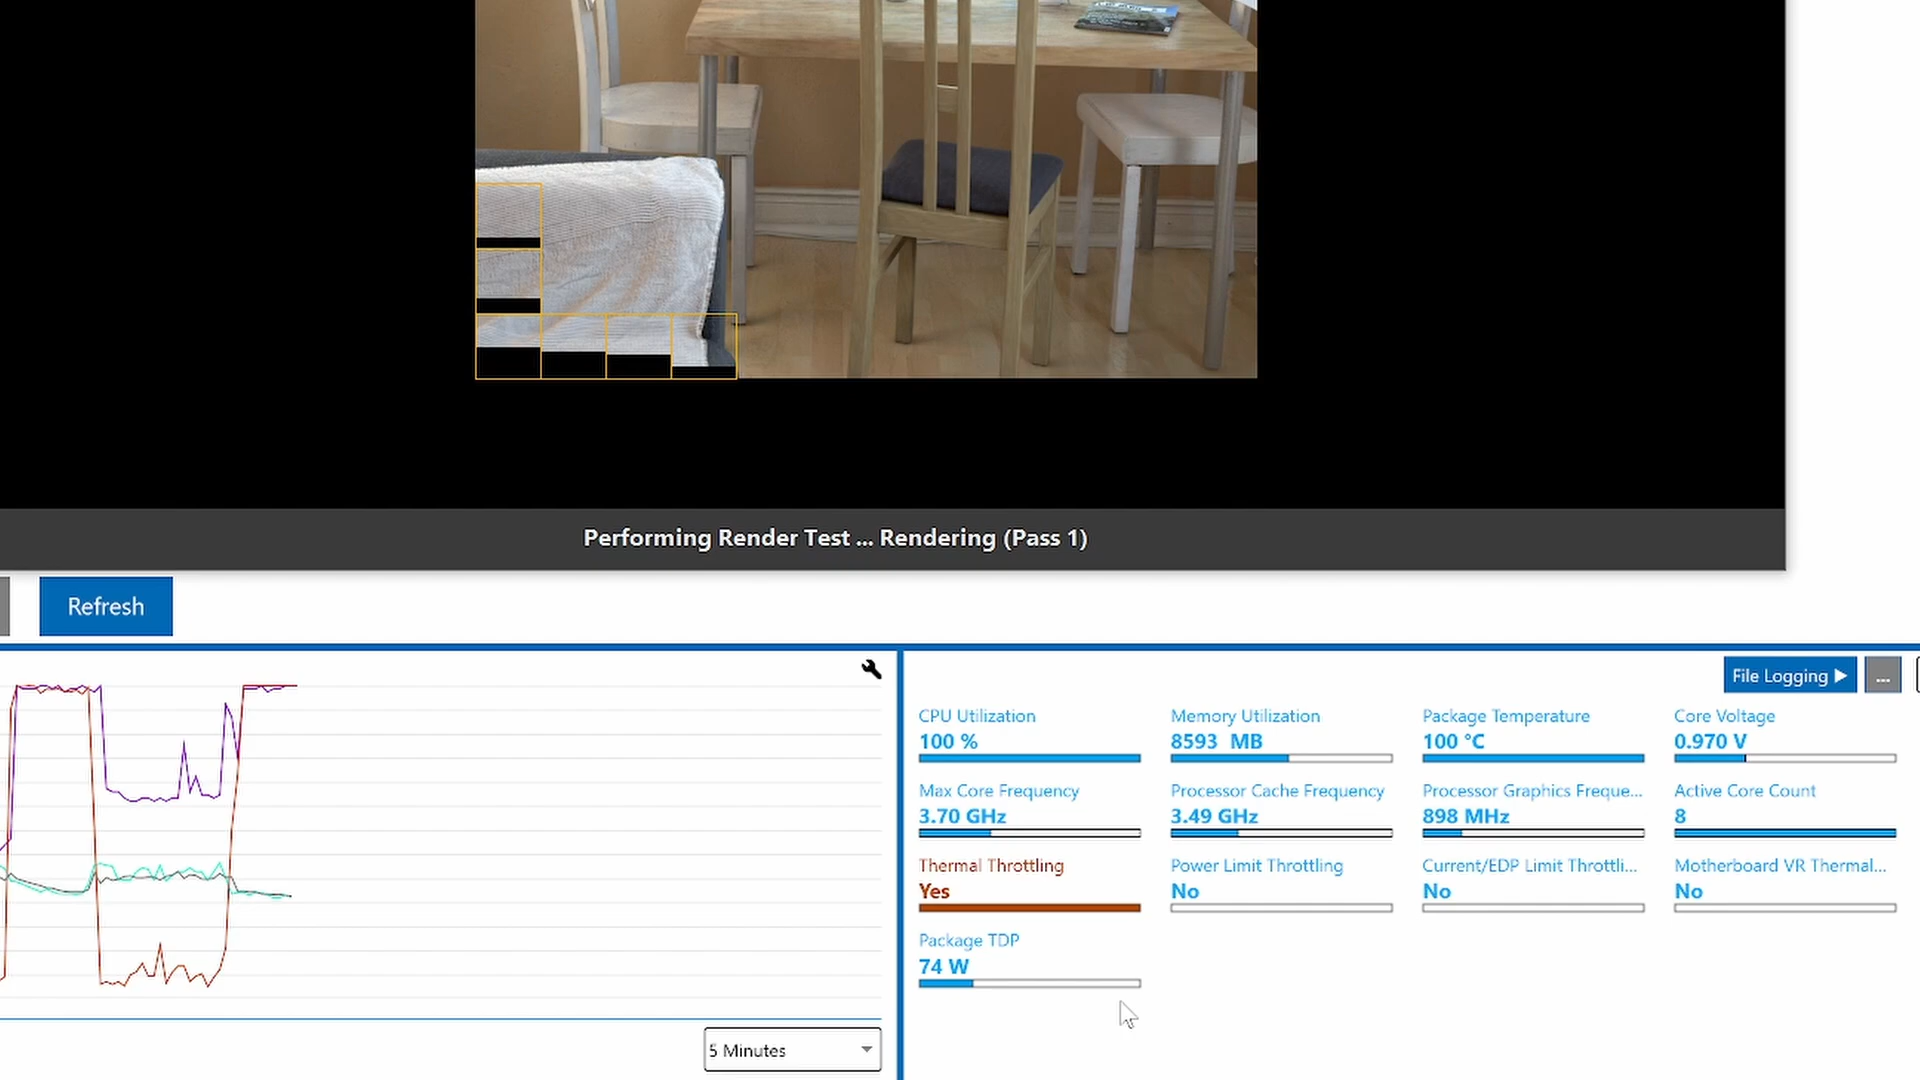 Performing Render Test ... Rendering (Pass 1)
Refresh
File Logging ...
CPU Utilization Memory Utilization Package Temperature Core Voltage
100 % 8593 MB 100 °C 0.970 V
Max Core Frequency Processor Cache Frequency Processor Graphics Freque... Active Core Count
3.70 GHz 3.49 GHz 898 MHz 8
Thermal Throttling Power Limit Throttling Current/EDP Limit Throttli... Motherboard VR Thermal...
Yes No No No
Package TDP
74 W
5 Minutes